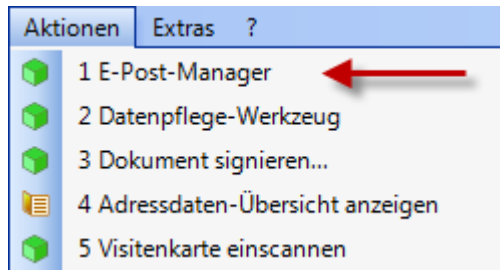 Aktionen Extras ?
1 E-Post-Manager
2 Datenpflege-Werkzeug
3 Dokument signieren...
4 Adressdaten-Übersicht anzeigen
5 Visitenkarte einscannen